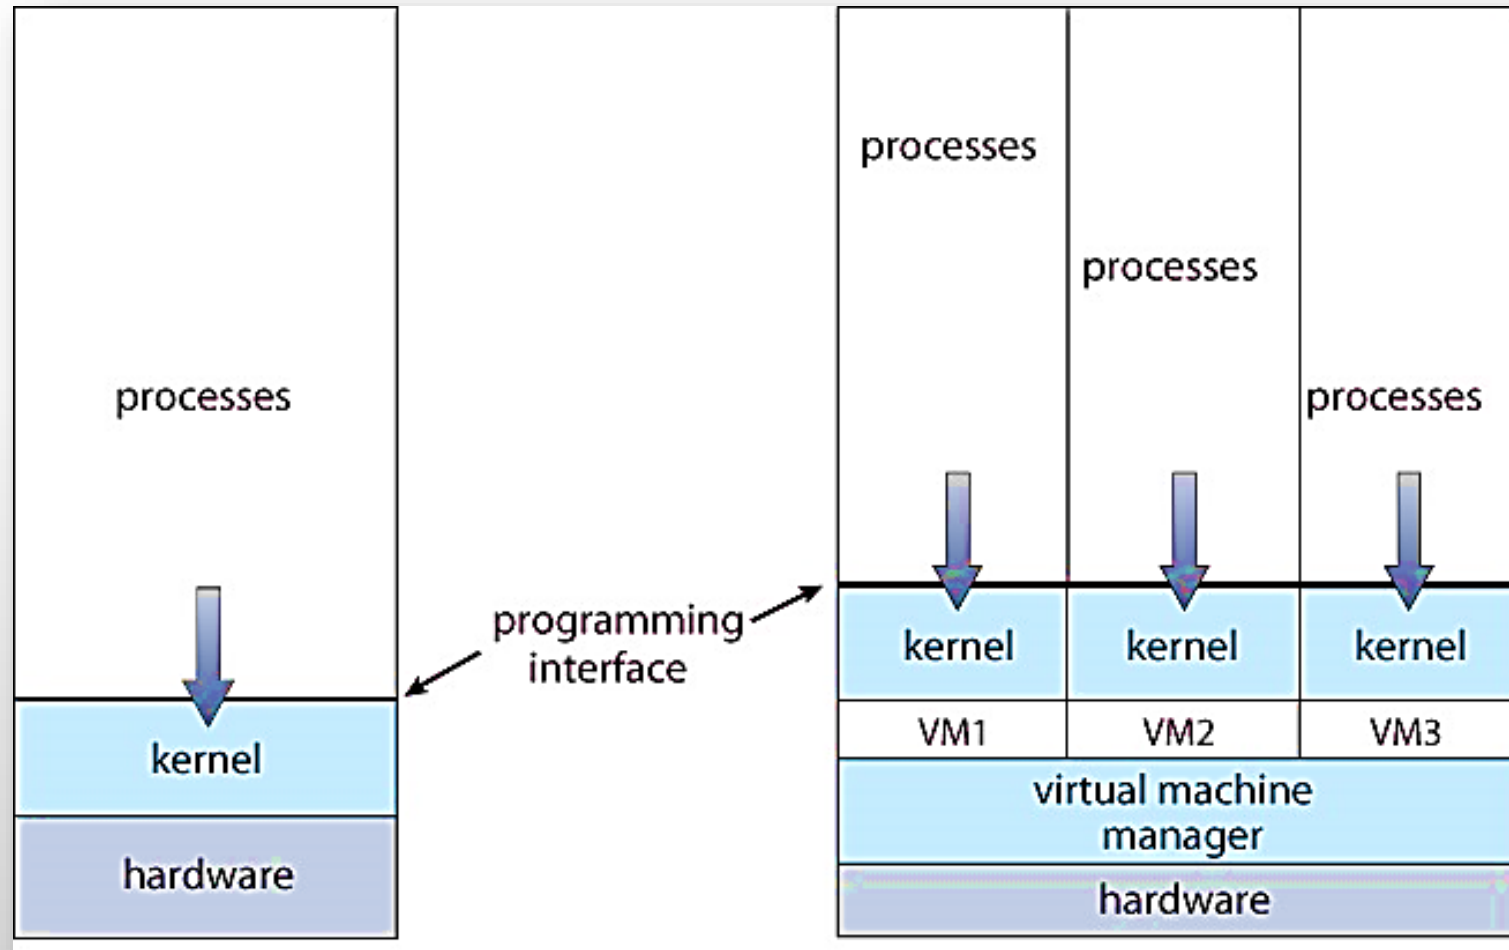 processes
kernel
hardware
programming
interface
processes
processes
processes
kernel
kernel
kernel
VM1
VM2
VM3
virtual machine
manager
hardware